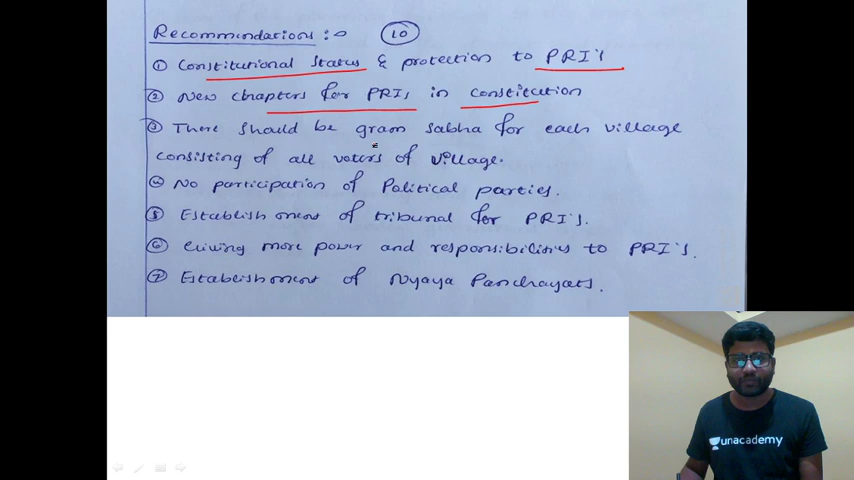 Recommendations :- 10
1 Constitutional Status & protection to PRI's
2 New chapters for PRIs in constitution
3 There should be gram sabha for each village
consisting of all voters of village.
4 No participation of Political parties.
5 Establishment of tribunal for PRI's.
6 Giving more power and responsibilities to PRI's.
7 Establishment of Nyaya Panchayats.
unacademy